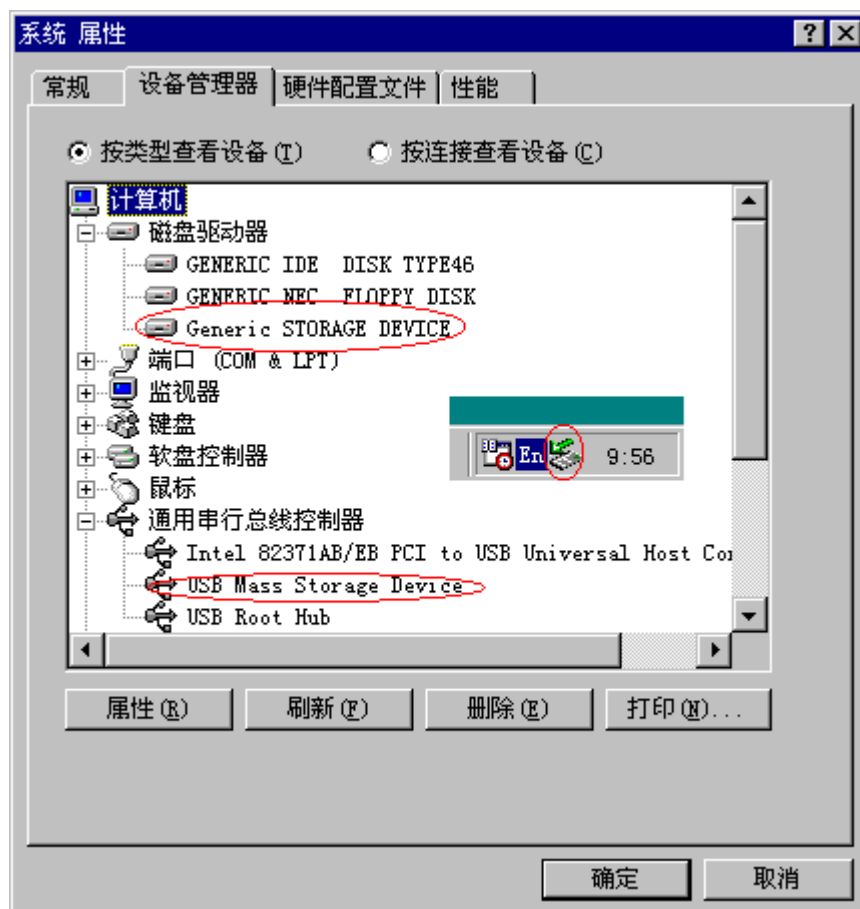 系统 属性
常规 设备管理器 硬件配置文件 性能
按类型查看设备(T) 按连接查看设备(C)
计算机
磁盘驱动器
GENERIC IDE DISK TYPE46
GENERIC NEC FLOPPY DISK
Generic STORAGE DEVICE
端口 (COM & LPT)
监视器
键盘
软盘控制器
En 9:56
鼠标
通用串行总线控制器
Intel 82371AB/EB PCI to USB Universal Host Co
USB Mass Storage Device
USB Root Hub
属性(R) 刷新(F) 删除(E) 打印(N)...
确定 取消